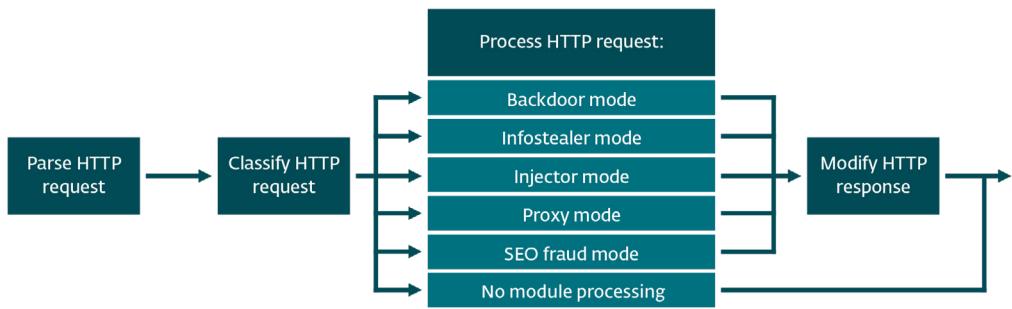 Parse HTTP
request
Classify HTTP
request
Process HTTP request:
Backdoor mode
Infostealer mode
Injector mode
Proxy mode
SEO fraud mode
No module processing
Modify HTTP
response